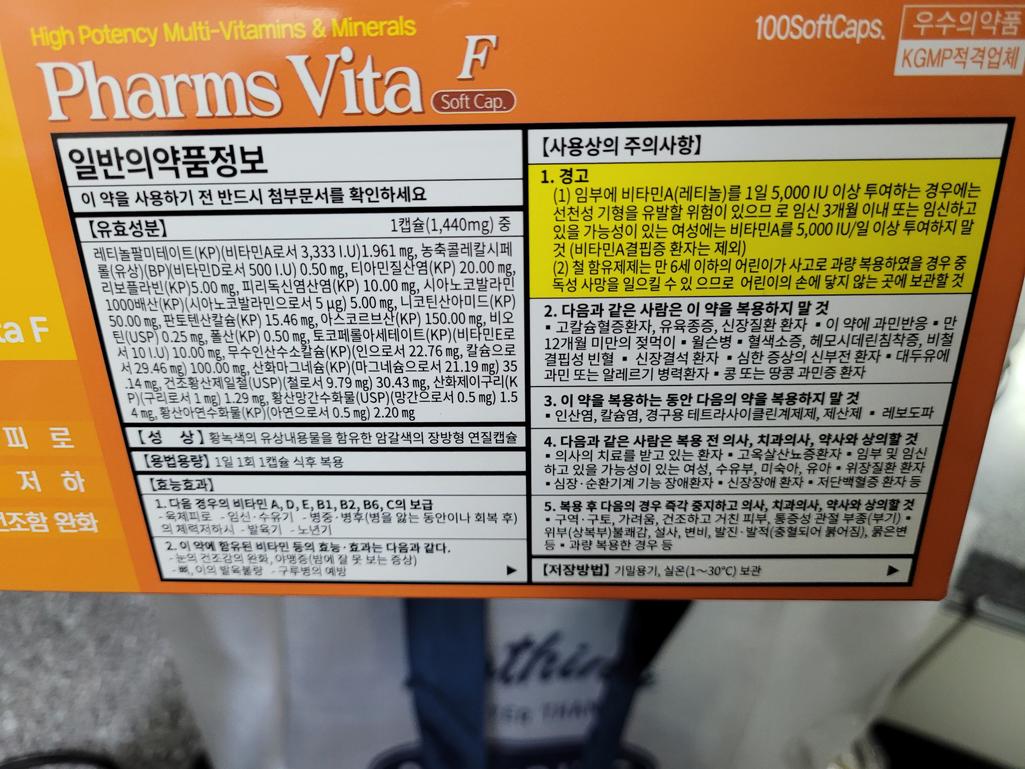 High Potency Multi-Vitamins & Minerals
Pharms Vita F
Soft Cap.
100SoftCaps.
우수의약품
KGMP적격업체
일반의약품정보
이 약을 사용하기 전 반드시 첨부문서를 확인하세요
【유효성분】 1캡슐(1,440mg) 중
레티놀팔미테이트(KP)(비타민A로서 3,333 I.U)1.961 mg, 농축콜레칼시페
롤(유상)(BP)(비타민D로서 500 I.U) 0.50 mg, 티아민질산염(KP) 20.00 mg,
리보플라빈(KP)5.00 mg, 피리독신염산염(KP) 10.00 mg, 시아노코발라민
1000배산(KP)(시아노코발라민으로서 5 µg) 5.00 mg, 니코틴산아미드(KP)
50.00 mg, 판토텐산칼슘(KP) 15.46 mg, 아스코르브산(KP) 150.00 mg, 비오
틴(USP) 0.25 mg, 폴산(KP) 0.50 mg, 토코페롤아세테이트(KP)(비타민E로
서 10 I.U) 10.00 mg, 무수인산수소칼슘(KP)(인으로서 22.76 mg, 칼슘으로
서 29.46 mg) 100.00 mg, 산화마그네슘(KP)(마그네슘으로서 21.19 mg) 35
.14 mg, 건조황산제일철(USP)(철로서 9.79 mg) 30.43 mg, 산화제이구리(K
P)(구리로서 1 mg) 1.29 mg, 황산망간수화물(USP)(망간으로서 0.5 mg) 1.5
4 mg, 황산아연수화물(KP)(아연으로서 0.5 mg) 2.20 mg
【성 상】황녹색의 유상내용물을 함유한 암갈색의 장방형 연질캡슐
【용법용량】1일 1회 1캡슐 식후 복용
【효능효과】
1. 다음 경우의 비타민 A, D, E, B1, B2, B6, C의 보급
- 육체피로 - 임신·수유기 - 병중·병후(병을 앓는 동안이나 회복 후)
의 체력저하시 - 발육기 - 노년기
2. 이 약에 함유된 비타민 등의 효능·효과는 다음과 같다.
- 눈의 건조감의 완화, 야맹증(밤에 잘 못 보는 증상)
- 뼈, 이의 발육불량 - 구루병의 예방 ▶
【사용상의 주의사항】
1. 경고
(1) 임부에 비타민A(레티놀)를 1일 5,000 IU 이상 투여하는 경우에는
선천성 기형을 유발할 위험이 있으므 로 임신 3개월 이내 또는 임신하고
있을 가능성이 있는 여성에는 비타민A를 5,000 IU/일 이상 투여하지 말
것 (비타민A결핍증 환자는 제외)
(2) 철 함유제제는 만 6세 이하의 어린이가 사고로 과량 복용하였을 경우 중
독성 사망을 일으킬 수 있 으므로 어린이의 손에 닿지 않는 곳에 보관할 것
2. 다음과 같은 사람은 이 약을 복용하지 말 것
▪ 고칼슘혈증환자, 유육종증, 신장질환 환자 ▪ 이 약에 과민반응 ▪ 만
12개월 미만의 젖먹이 ▪ 윌슨병 ▪ 혈색소증, 헤모시데린침착증, 비철
결핍성 빈혈 ▪ 신장결석 환자 ▪ 심한 증상의 신부전 환자 ▪ 대두유에
과민 또는 알레르기 병력환자 ▪ 콩 또는 땅콩 과민증 환자
3. 이 약을 복용하는 동안 다음의 약을 복용하지 말 것
▪ 인산염, 칼슘염, 경구용 테트라사이클린계제제, 제산제 ▪ 레보도파
4. 다음과 같은 사람은 복용 전 의사, 치과의사, 약사와 상의할 것
▪ 의사의 치료를 받고 있는 환자 ▪ 고옥살산뇨증환자 ▪ 임부 및 임신
하고 있을 가능성이 있는 여성, 수유부, 미숙아, 유아 ▪ 위장질환 환자
▪ 심장·순환기계 기능 장애환자 ▪ 신장장애 환자 ▪ 저단백혈증 환자 등
5. 복용 후 다음의 경우 즉각 중지하고 의사, 치과의사, 약사와 상의할 것
▪ 구역·구토, 가려움, 건조하고 거친 피부, 통증성 관절 부종(부기) ▪
위부(상복부)불쾌감, 설사, 변비, 발진·발적(충혈되어 붉어짐), 묽은변
등 ▪ 과량 복용한 경우 등
【저장방법】기밀용기, 실온(1~30℃) 보관 ▶
ta F
피 로
저 하
건조함 완화
thin
THAN